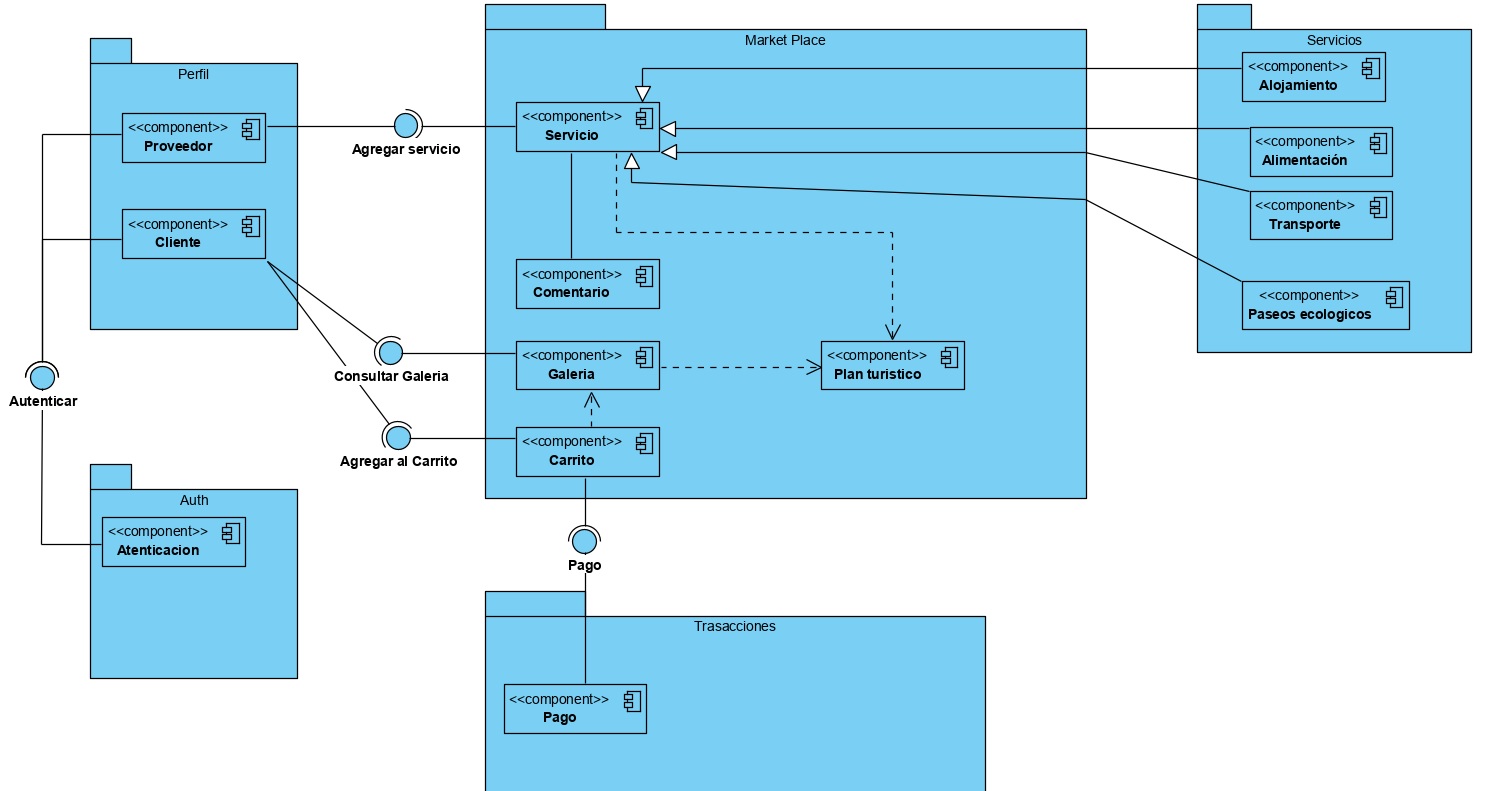 Perfil
<<component>>
Proveedor
<<component>>
Cliente
Autenticar
Auth
<<component>>
Atenticacion
Agregar servicio
Consultar Galeria
Agregar al Carrito
Market Place
<<component>>
Servicio
<<component>>
Comentario
<<component>>
Galeria
<<component>>
Plan turistico
<<component>>
Carrito
Pago
Trasacciones
<<component>>
Pago
Servicios
<<component>>
Alojamiento
<<component>>
Alimentación
<<component>>
Transporte
<<component>>
Paseos ecologicos